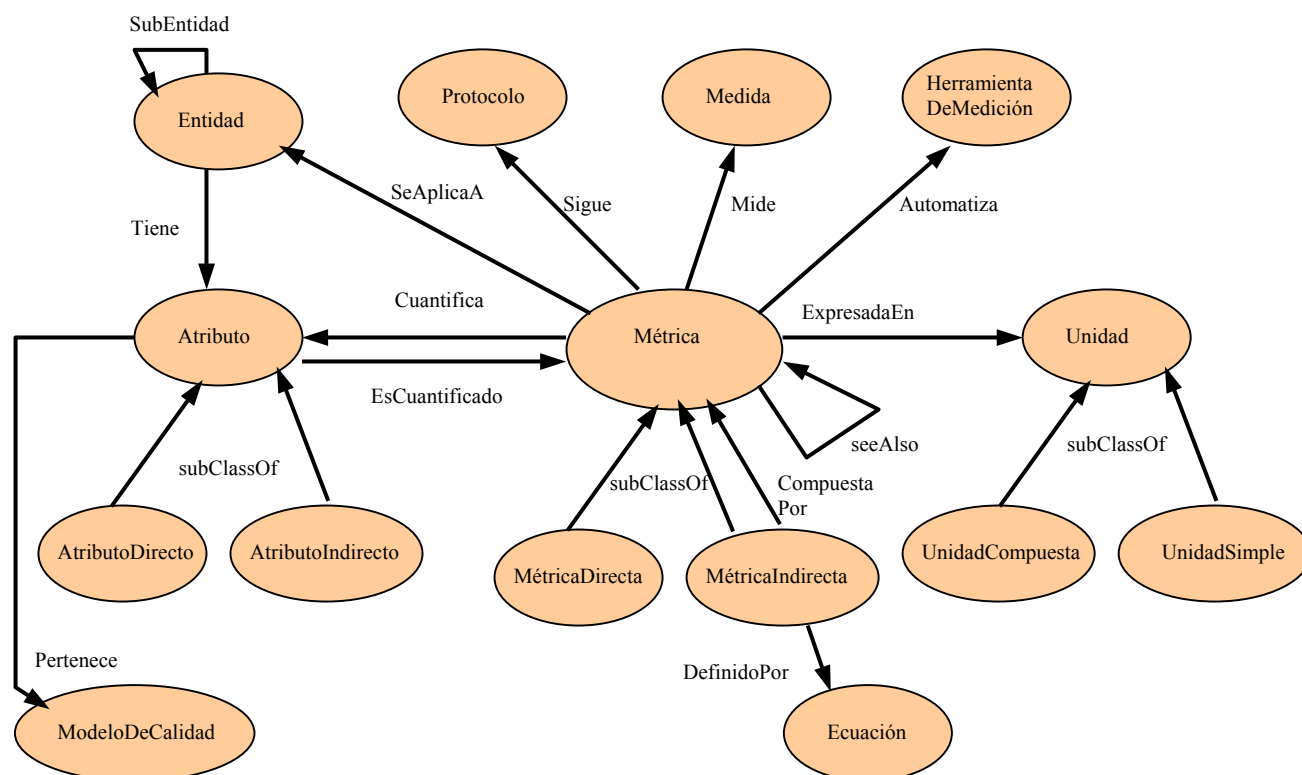 SubEntidad
Entidad
Protocolo
Medida
Herramienta
DeMedición
SeAplicaA
Sigue
Mide
Automatiza
Tiene
Cuantifica
ExpresadaEn
Atributo
Métrica
Unidad
EsCuantificado
seeAlso
subClassOf
subClassOf
Compuesta
Por
subClassOf
AtributoDirecto
AtributoIndirecto
MétricaDirecta
MétricaIndirecta
UnidadCompuesta
UnidadSimple
Pertenece
DefinidoPor
ModeloDeCalidad
Ecuación